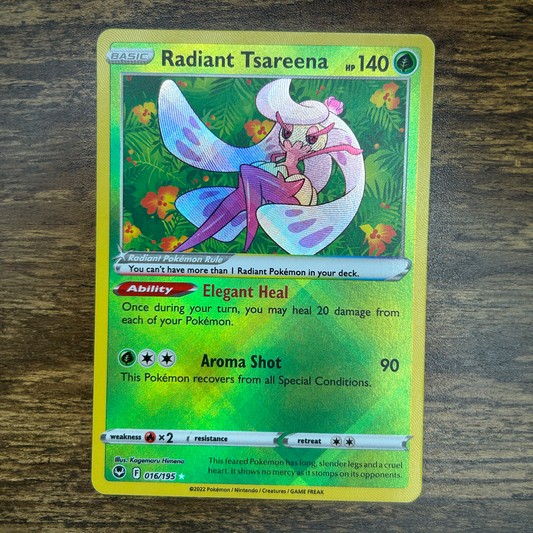 BASIC Radiant Tsareena HP 140
Radiant Pokémon Rule
You can't have more than 1 Radiant Pokémon in your deck.
Ability Elegant Heal
Once during your turn, you may heal 20 damage from
each of your Pokémon.
Aroma Shot 90
This Pokémon recovers from all Special Conditions.
weakness ×2 resistance retreat
Illus. Kagemaru Himeno
F 016/195
This feared Pokémon has long, slender legs and a cruel
heart. It shows no mercy as it stomps on its opponents.
©2022 Pokémon / Nintendo / Creatures / GAME FREAK